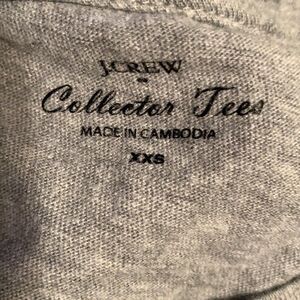 J.CREW
Collector Tees
MADE IN CAMBODIA
XXS